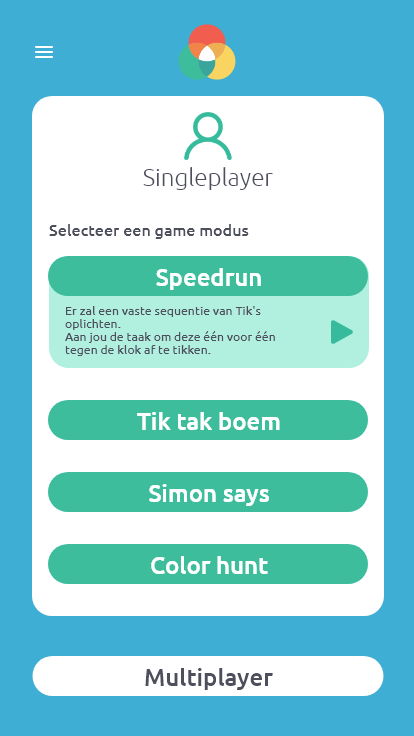 Singleplayer
Selecteer een game modus
Speedrun
Er zal een vaste sequentie van Tik's
oplichten.
Aan jou de taak om deze één voor één
tegen de klok af te tikken.
Tik tak boem
Simon says
Color hunt
Multiplayer